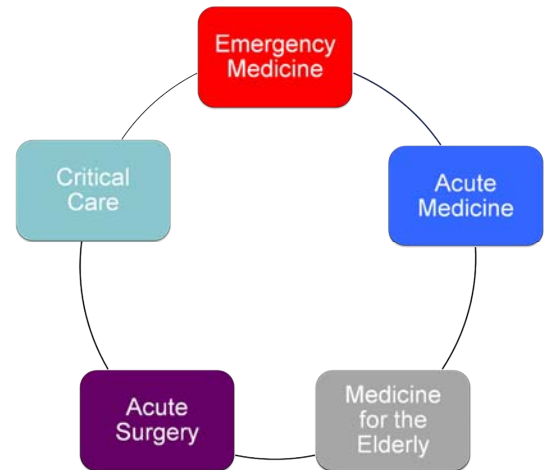 Emergency
Medicine
Critical
Care
Acute
Medicine
Acute
Surgery
Medicine
for the
Elderly